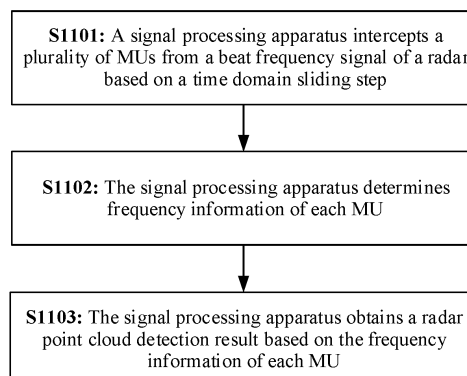 S1101: A signal processing apparatus intercepts a
plurality of MUs from a beat frequency signal of a radar
based on a time domain sliding step
S1102: The signal processing apparatus determines
frequency information of each MU
S1103: The signal processing apparatus obtains a radar
point cloud detection result based on the frequency
information of each MU